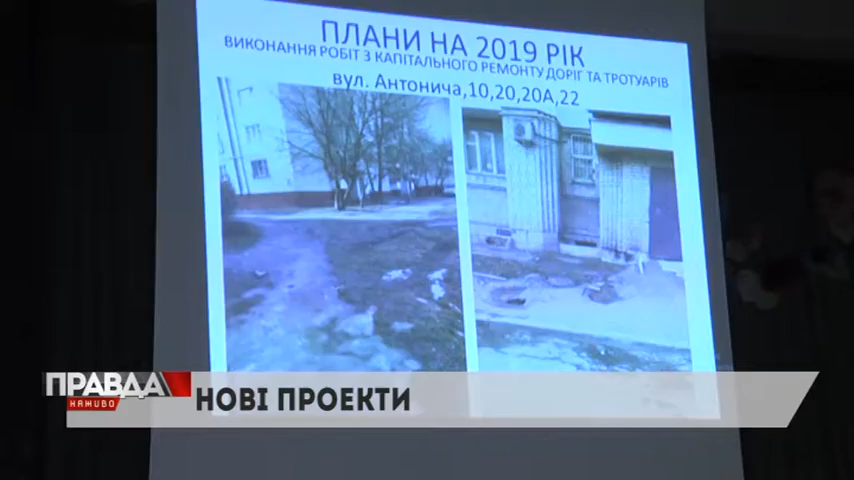 ПЛАНИ НА 2019 РІК
ВИКОНАННЯ РОБІТ З КАПІТАЛЬНОГО РЕМОНТУ ДОРІГ ТА ТРОТУАРІВ
вул. Антонича,10,20,20А,22
ПРАВДА
НАЖИВО
НОВІ ПРОЕКТИ